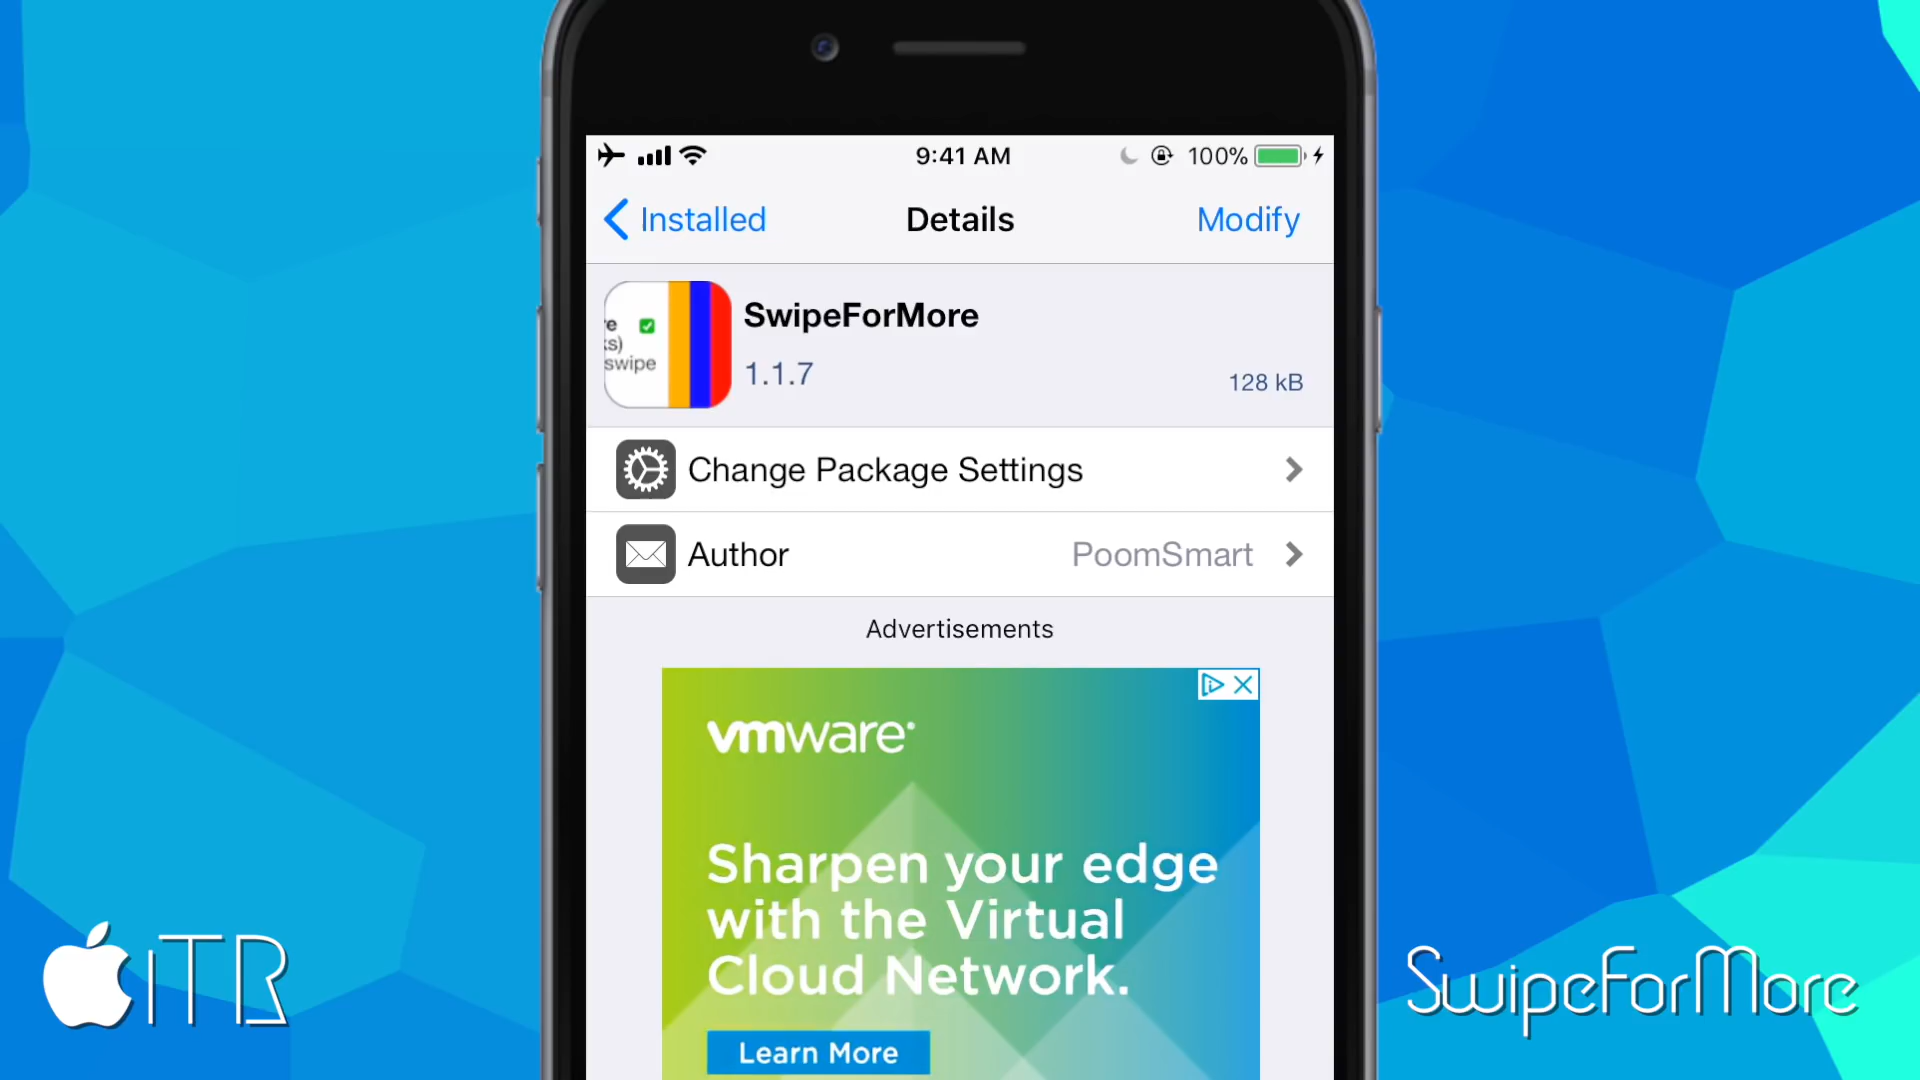 9:41 AM
100%
Installed
Details
Modify
e
ks)
swipe
SwipeForMore
1.1.7
128 kB
Change Package Settings
Author
PoomSmart
Advertisements
vmware
Sharpen your edge
with the Virtual
Cloud Network.
Learn More
iTR
SwipeForMore